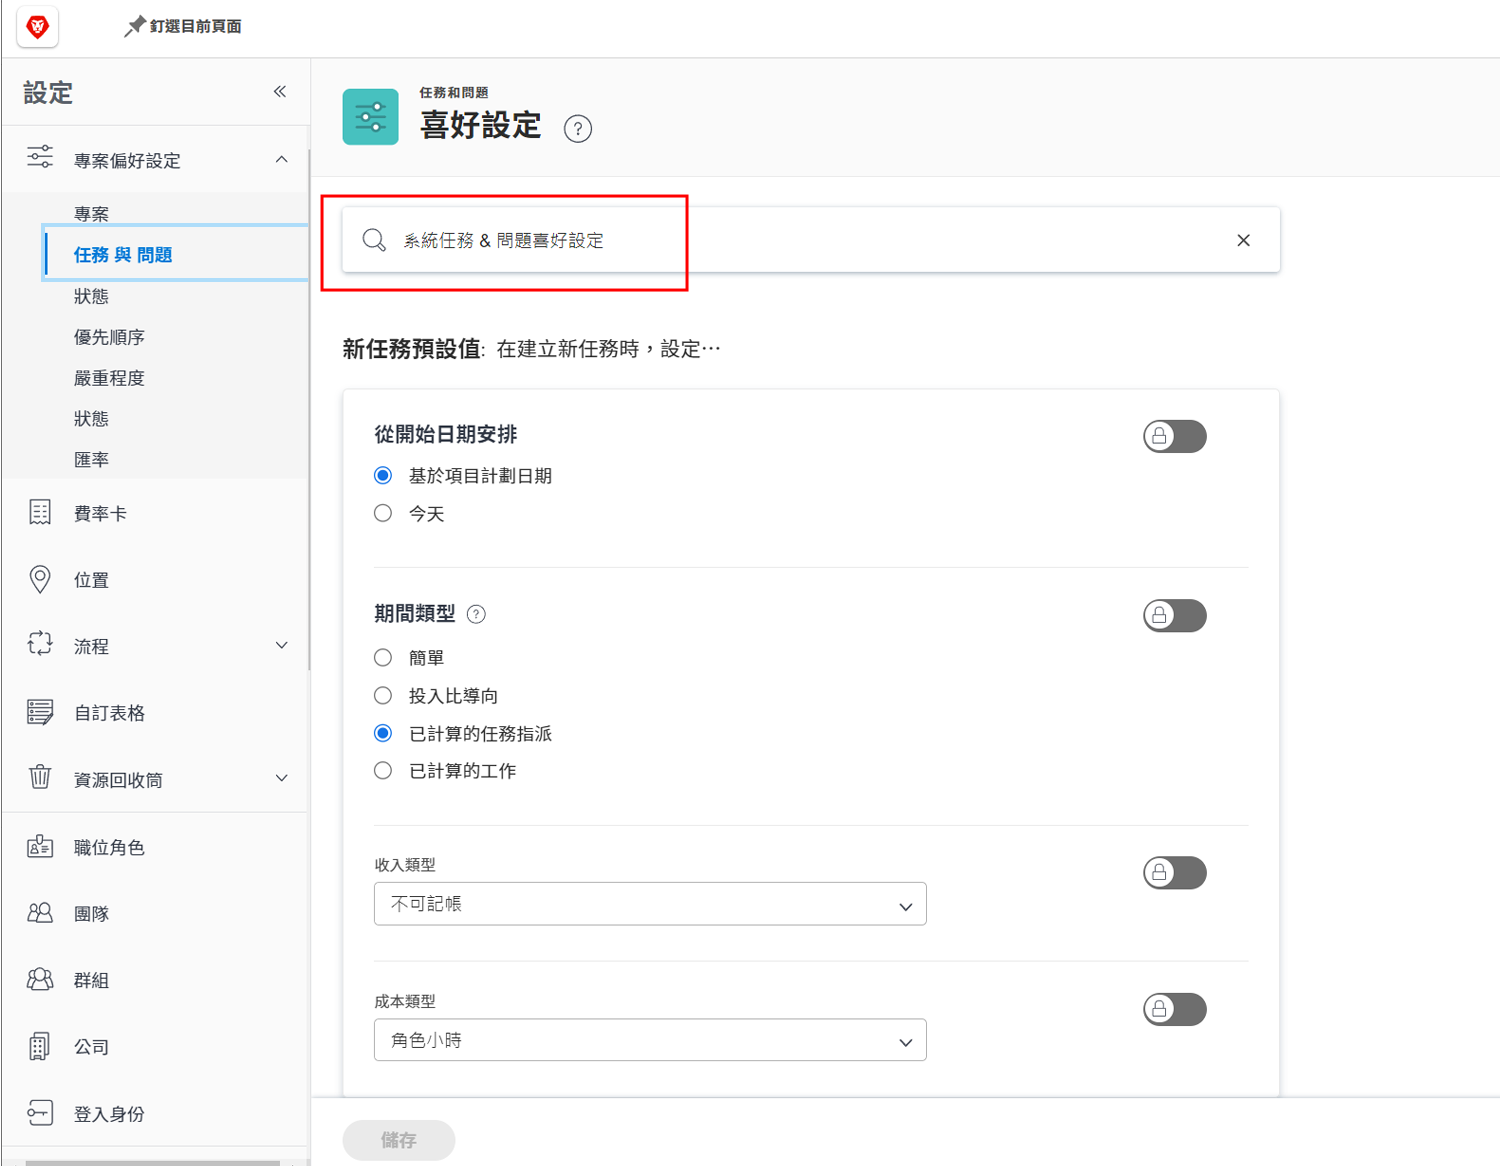 釘選目前頁面
設定
專案偏好設定
專案
任務 與 問題
狀態
優先順序
嚴重程度
狀態
匯率
費率卡
位置
流程
自訂表格
資源回收筒
職位角色
團隊
群組
公司
登入身份
任務和問題
喜好設定 ?
系統任務 & 問題喜好設定
新任務預設值: 在建立新任務時，設定…
從開始日期安排
基於項目計劃日期
今天
期間類型 ?
簡單
投入比導向
已計算的任務指派
已計算的工作
收入類型
不可記帳
成本類型
角色小時
儲存